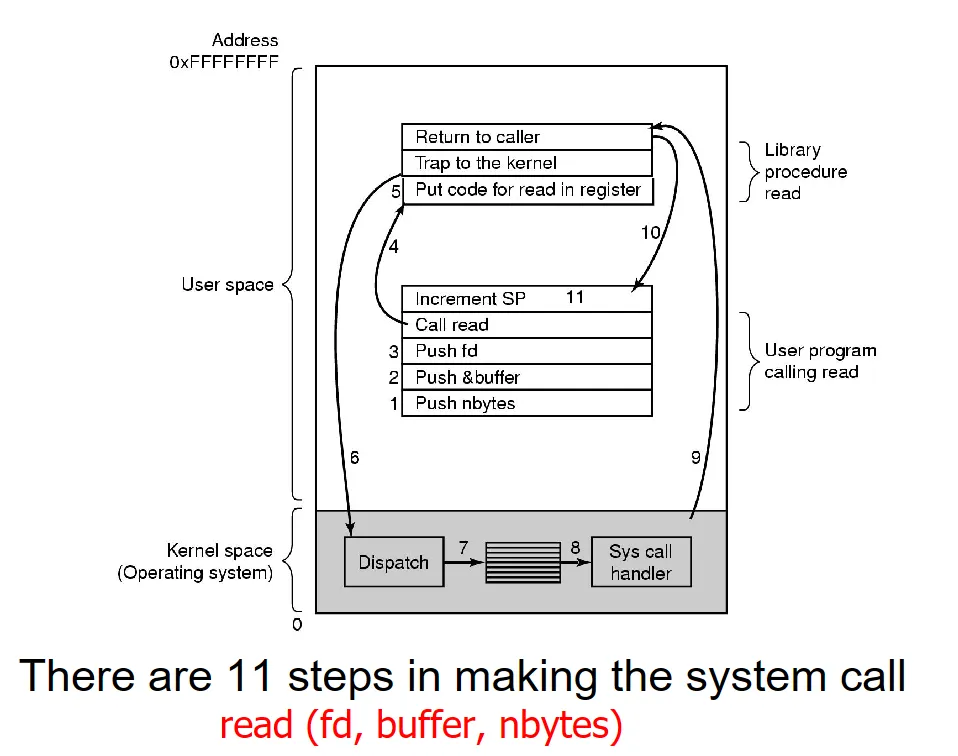 Address
0xFFFFFFFF
Return to caller
Trap to the kernel
5 Put code for read in register
Library
procedure
read
4
10
User space
Increment SP 11
Call read
3 Push fd
2 Push &buffer
1 Push nbytes
User program
calling read
6
9
Kernel space
(Operating system)
Dispatch
7
8
Sys call
handler
0
There are 11 steps in making the system call
read (fd, buffer, nbytes)